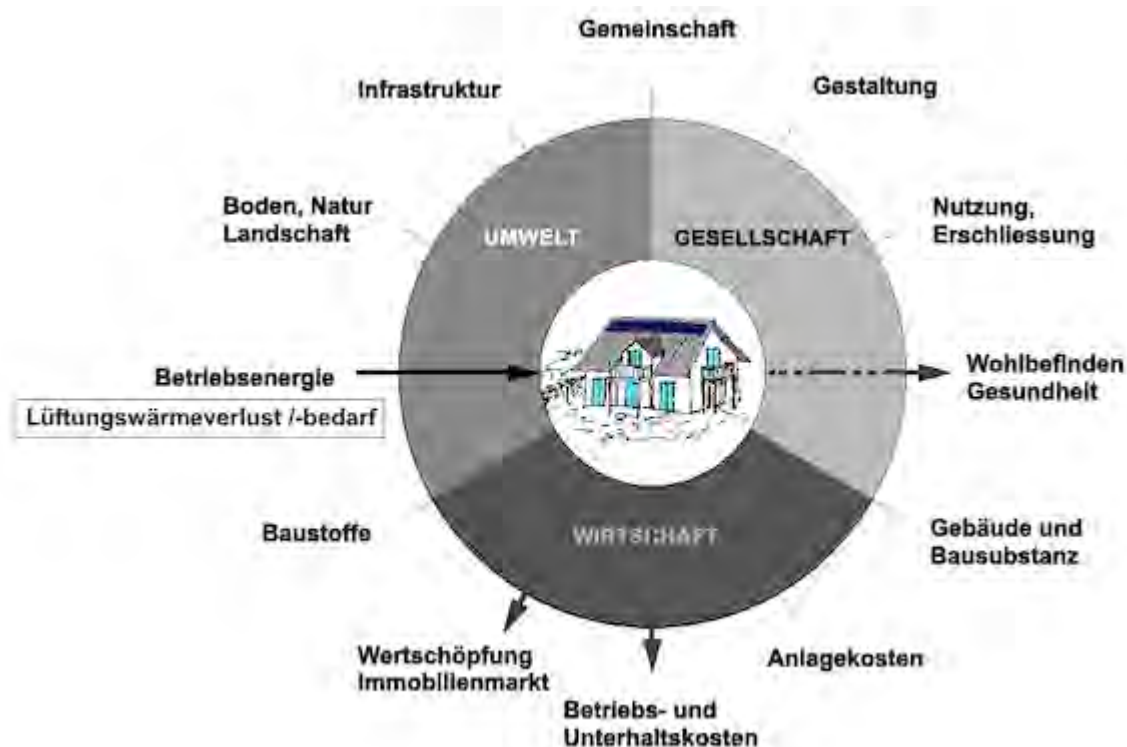 Gemeinschaft
Infrastruktur
Gestaltung
Boden, Natur
Landschaft
UMWELT
GESELLSCHAFT
Nutzung,
Erschliessung
Betriebsenergie
Lüftungswärmeverlust /-bedarf
Wohlbefinden
Gesundheit
Baustoffe
WIRTSCHAFT
Gebäude und
Bausubstanz
Wertschöpfung
Immobilienmarkt
Anlagekosten
Betriebs- und
Unterhaltskosten